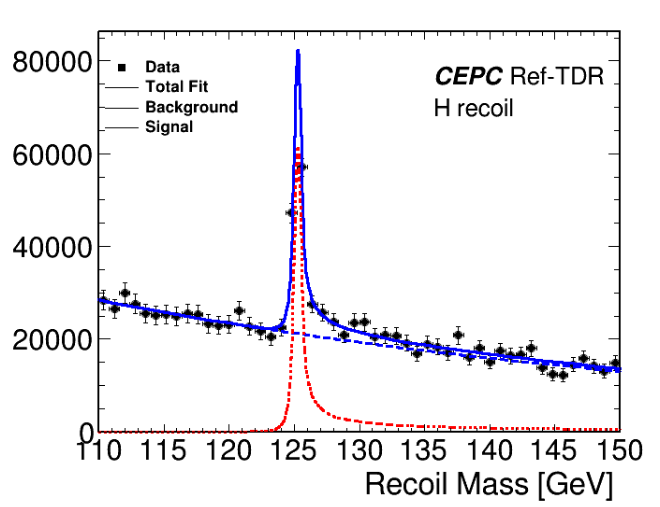 80000
60000
40000
20000
0
Data
Total Fit
Background
Signal
CEPC Ref-TDR
H recoil
110 115 120 125 130 135 140 145 150
Recoil Mass [GeV]